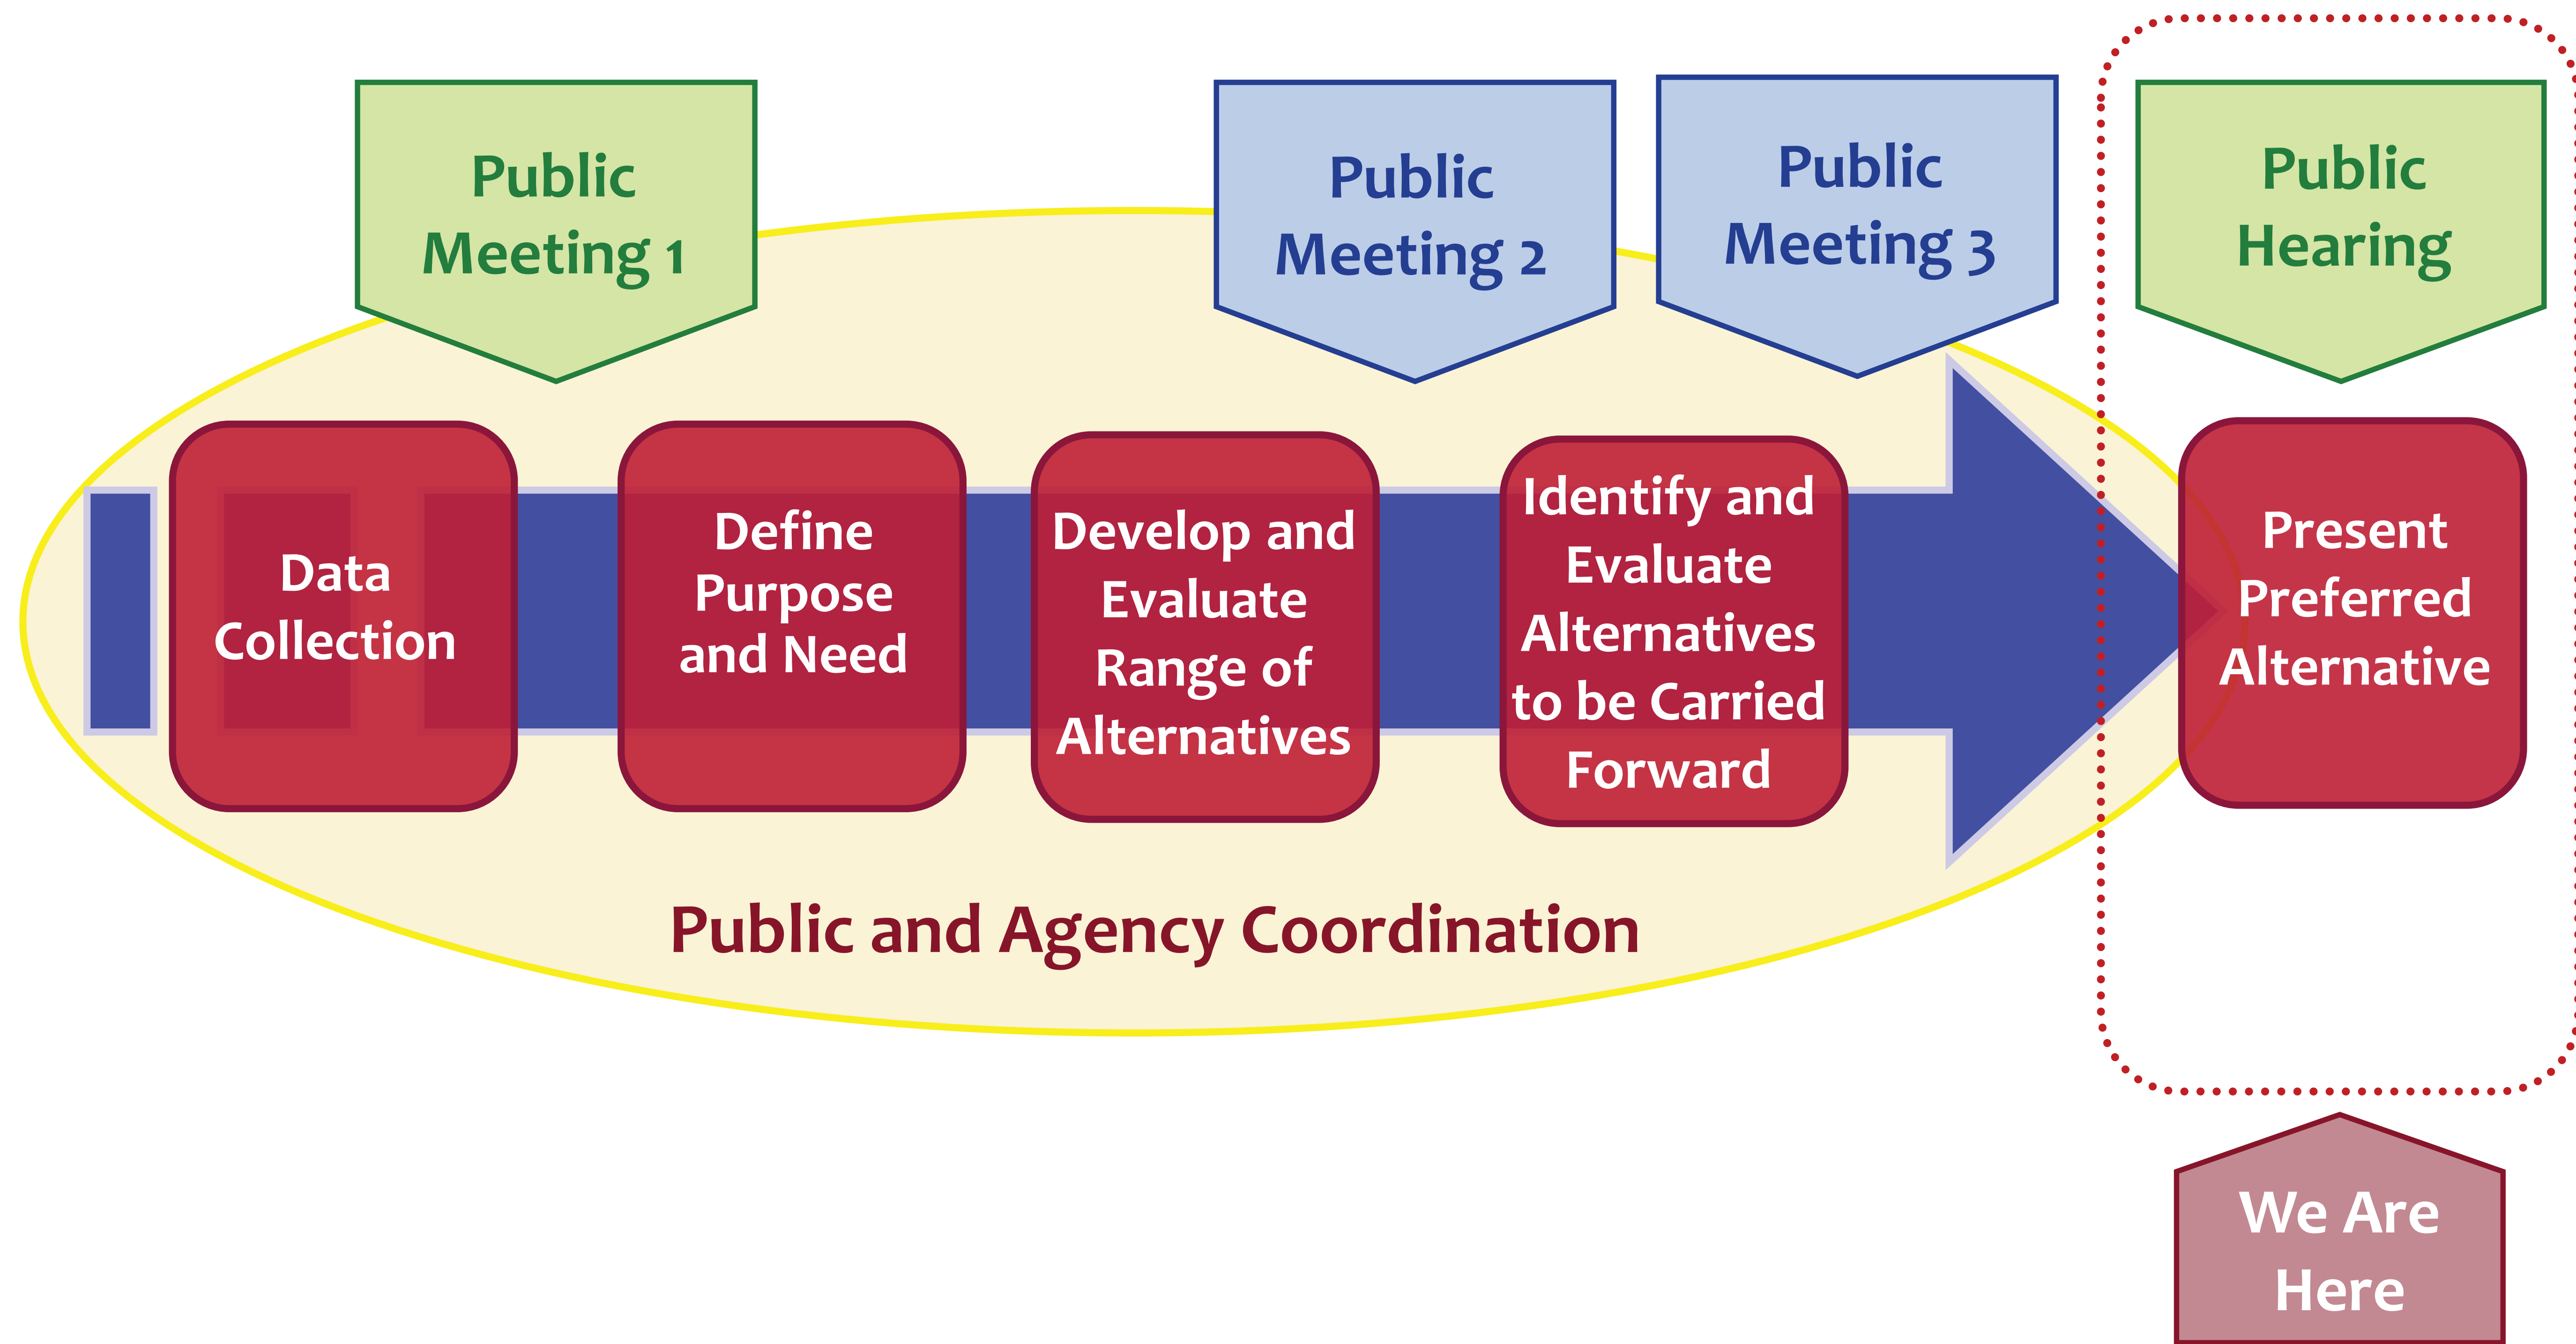 Public
Meeting 1
Public
Meeting 2
Public
Meeting 3
Public
Hearing
Data
Collection
Define
Purpose
and Need
Develop and
Evaluate
Range of
Alternatives
Identify and
Evaluate
Alternatives
to be Carried
Forward
Present
Preferred
Alternative
Public and Agency Coordination
We Are
Here